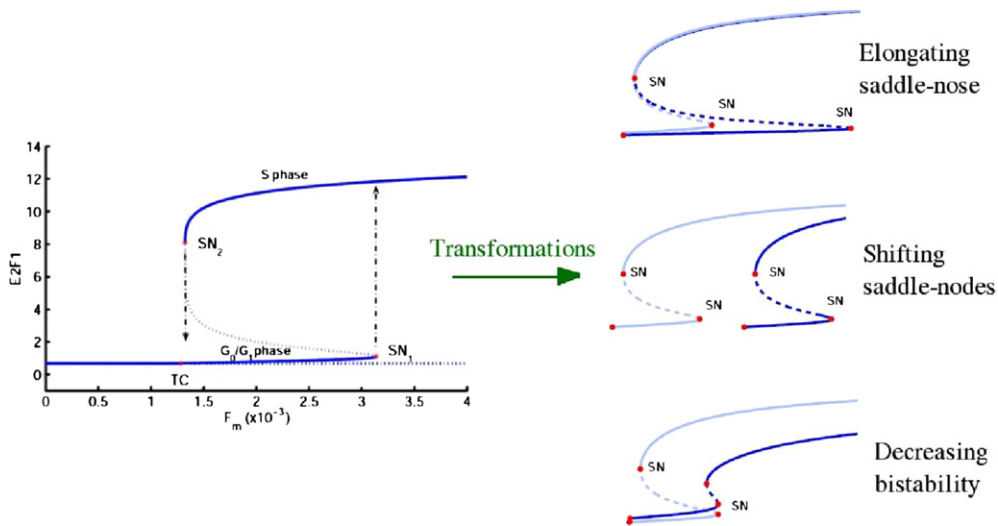 14
12
10
8
6
4
2
0
E2F1
S phase
SN2
G0/G1 phase
SN1
TC
0 0.5 1 1.5 2 2.5 3 3.5 4
Fm (x10-3)
Transformations
SN
SN
SN
Elongating
saddle-nose
SN
SN
SN
SN
Shifting
saddle-nodes
SN
SN
Decreasing
bistability